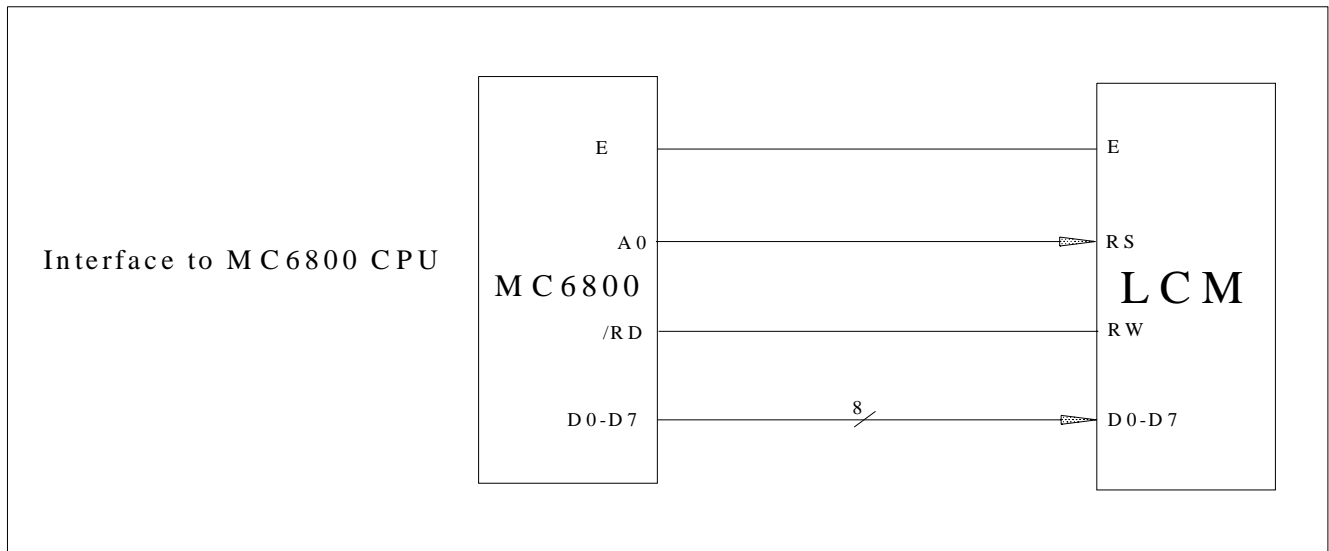 E
E
A0
RS
Interface to MC6800 CPU
MC6800
LCM
/RD
RW
8
D0-D7
D0-D7